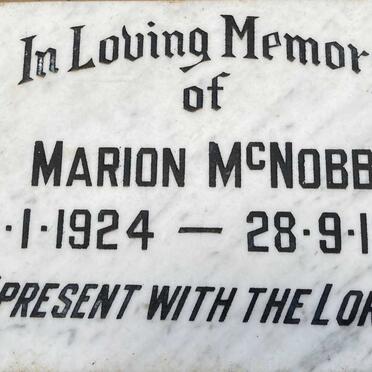 In Loving Memor
of
MARION McNOBB
·1·1924 — 28·9·1
PRESENT WITH THE LOR